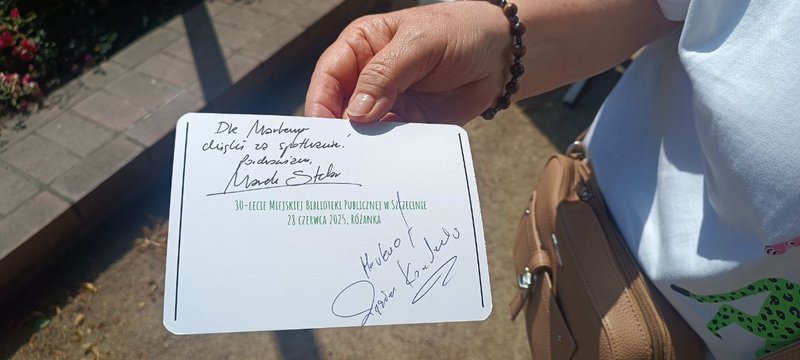 Dla Marleny
dzięki za spotkanie!
Pozdrawiam,
Marek Stelar
30-LECIE MIEJSKIEJ BIBLIOTEKI PUBLICZNEJ W SZCZECINIE
28 CZERWCA 2025, RÓŻANKA